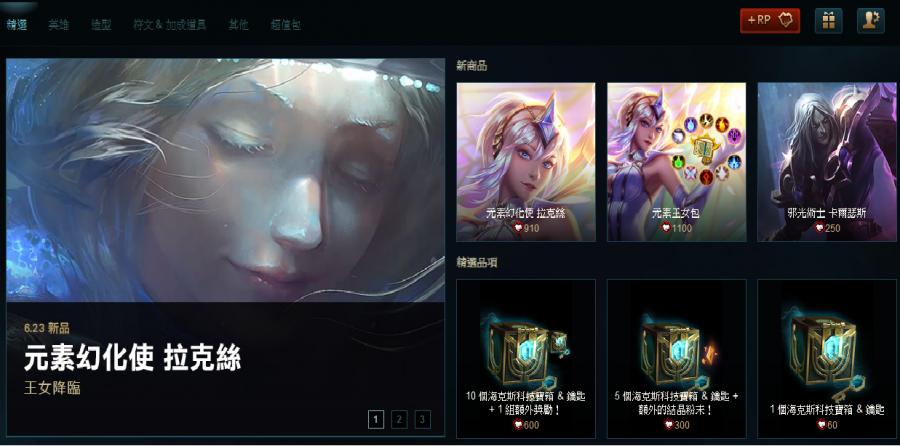 精選 英雄 造型 符文 & 加成道具 其他 超值包
+ RP
6.23 新品
元素幻化使 拉克絲
王女降臨
1 2 3
新商品
元素幻化使 拉克絲
910
元素王女包
1100
邪光術士 卡爾瑟斯
250
精選品項
10 個海克斯科技寶箱 & 鑰匙
+ 1 組額外獎勵！
600
5 個海克斯科技寶箱 & 鑰匙 +
額外的結晶粉末！
300
1 個海克斯科技寶箱 & 鑰匙
60